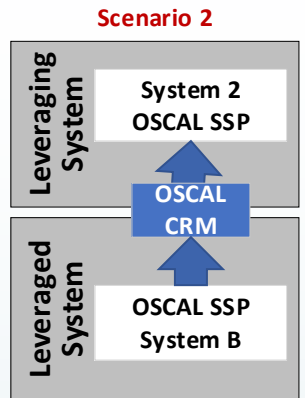 Scenario 2
Leveraging
System
System 2
OSCAL SSP
OSCAL
CRM
Leveraged
System
OSCAL SSP
System B